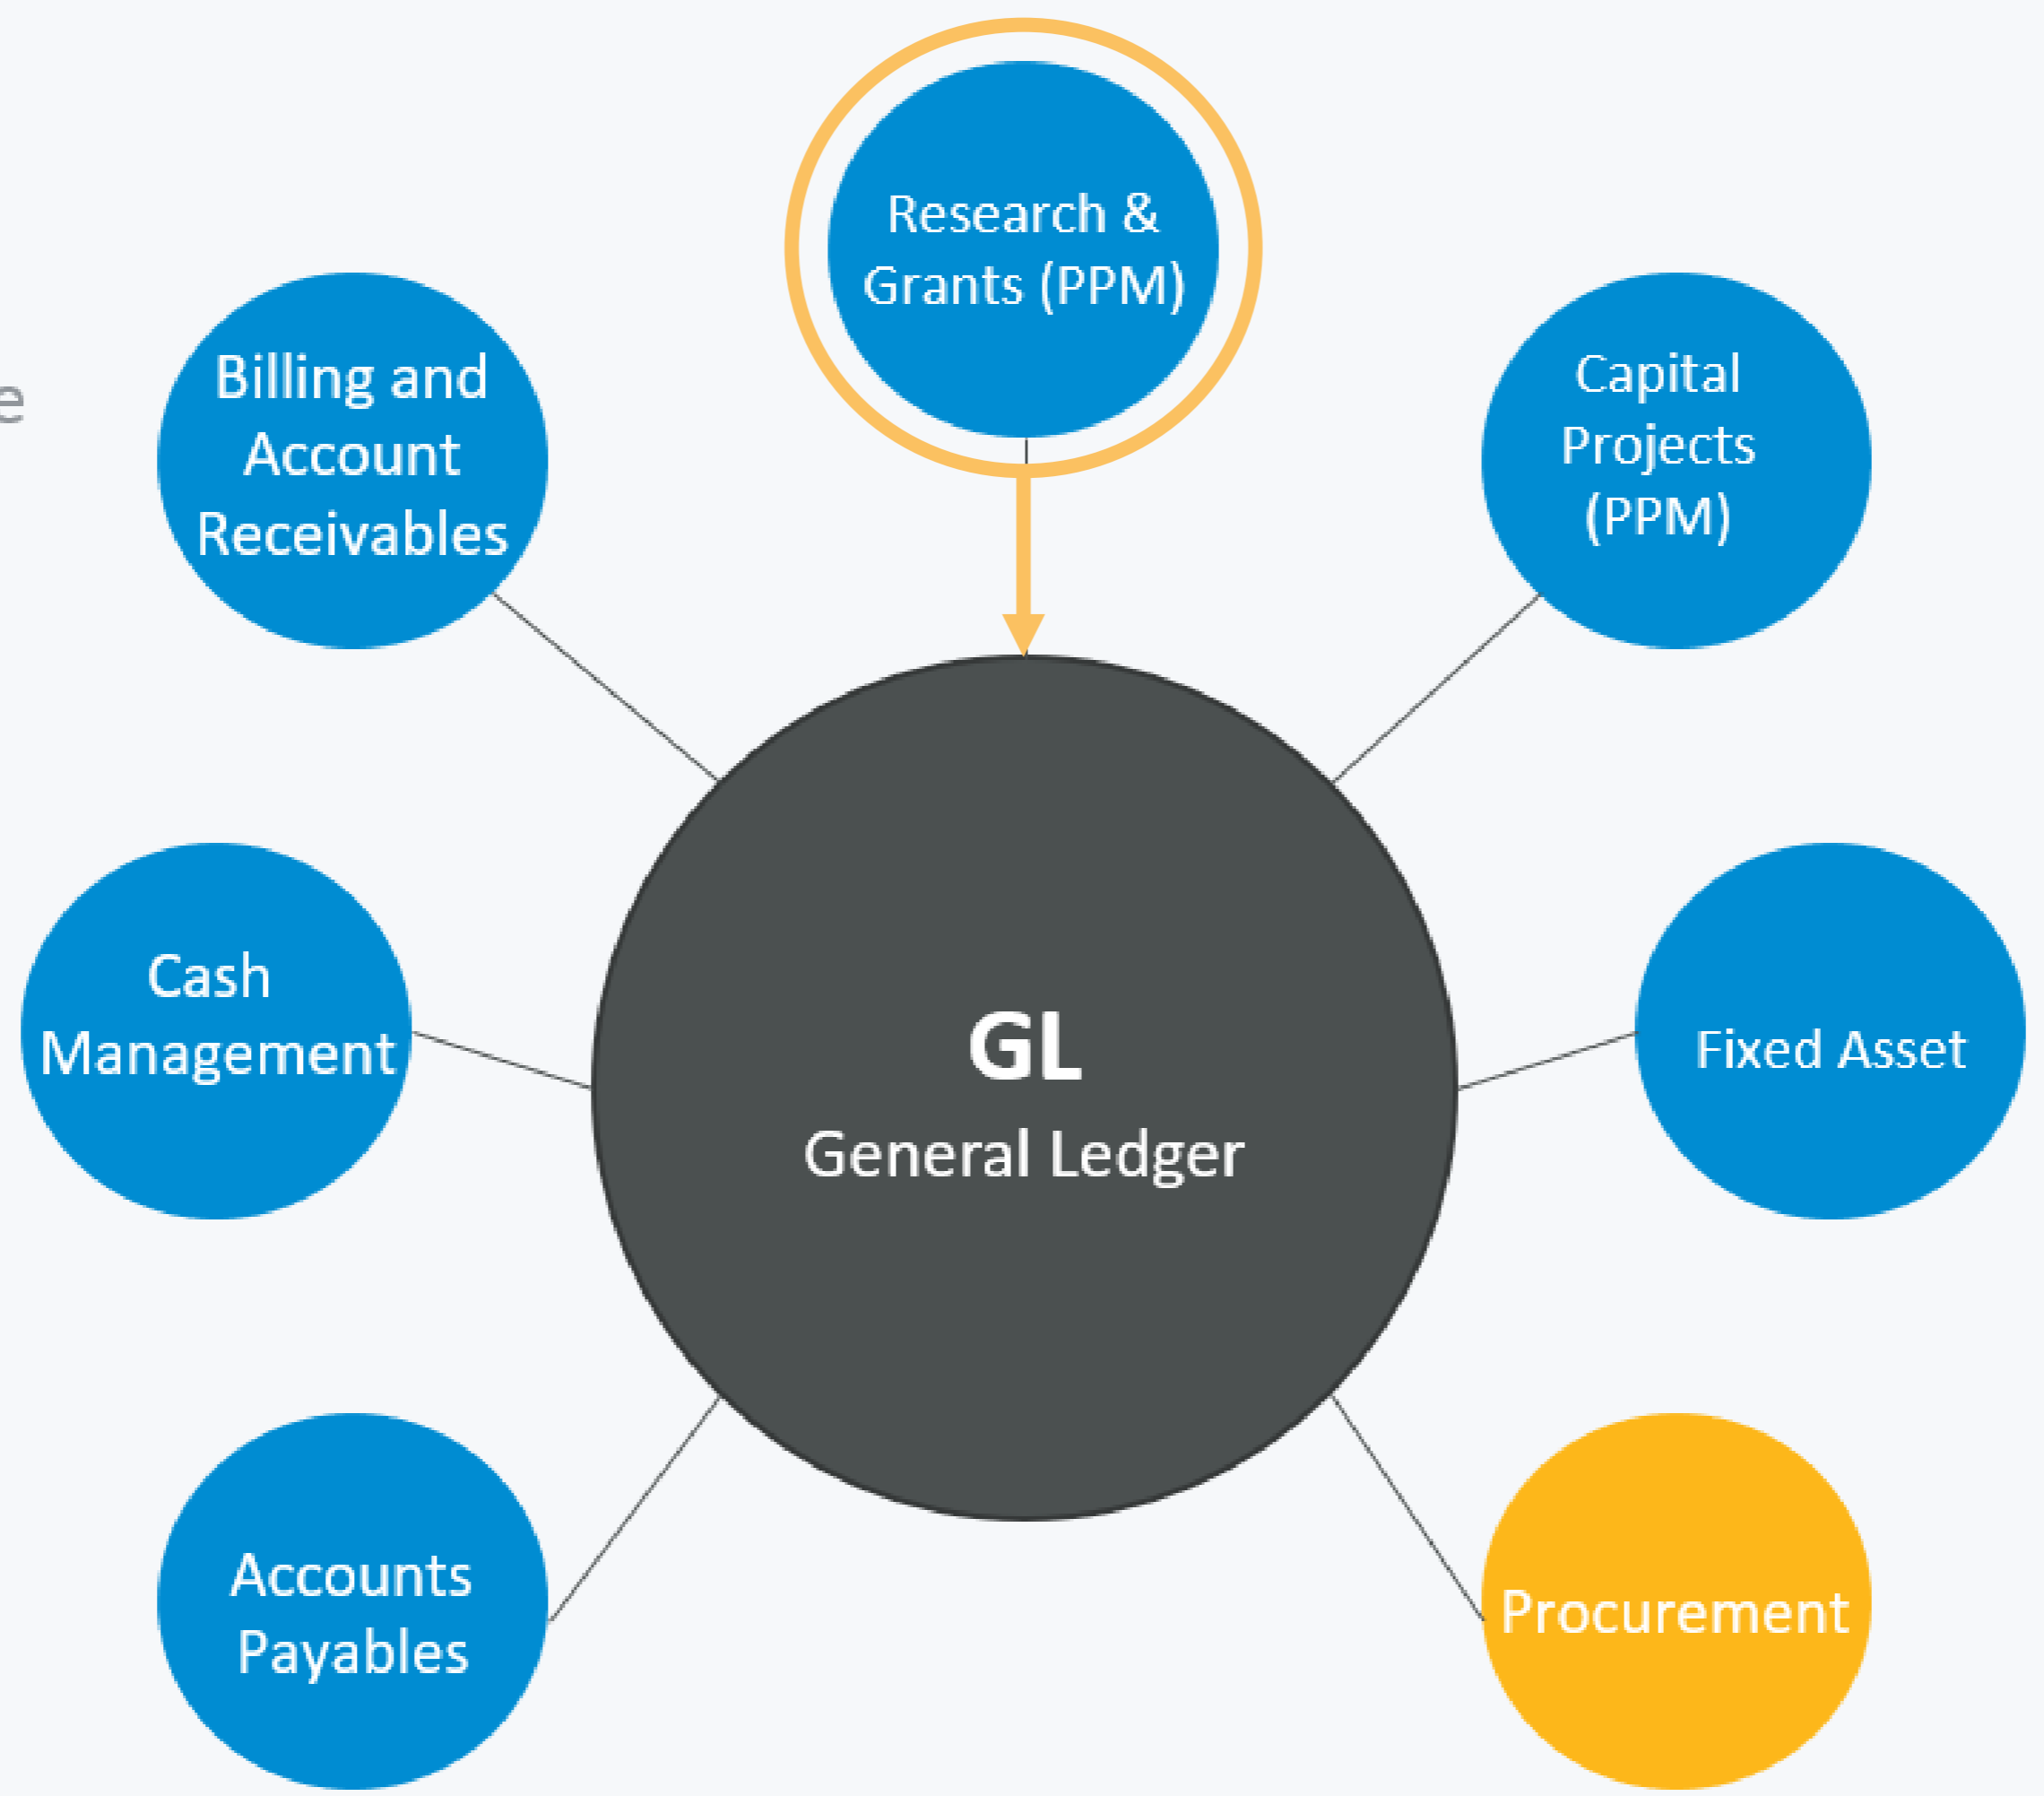 Research &
Grants (PPM)
Billing and
Account
Receivables
Capital
Projects
(PPM)
Cash
Management
GL
General Ledger
Fixed Asset
Accounts
Payables
Procurement